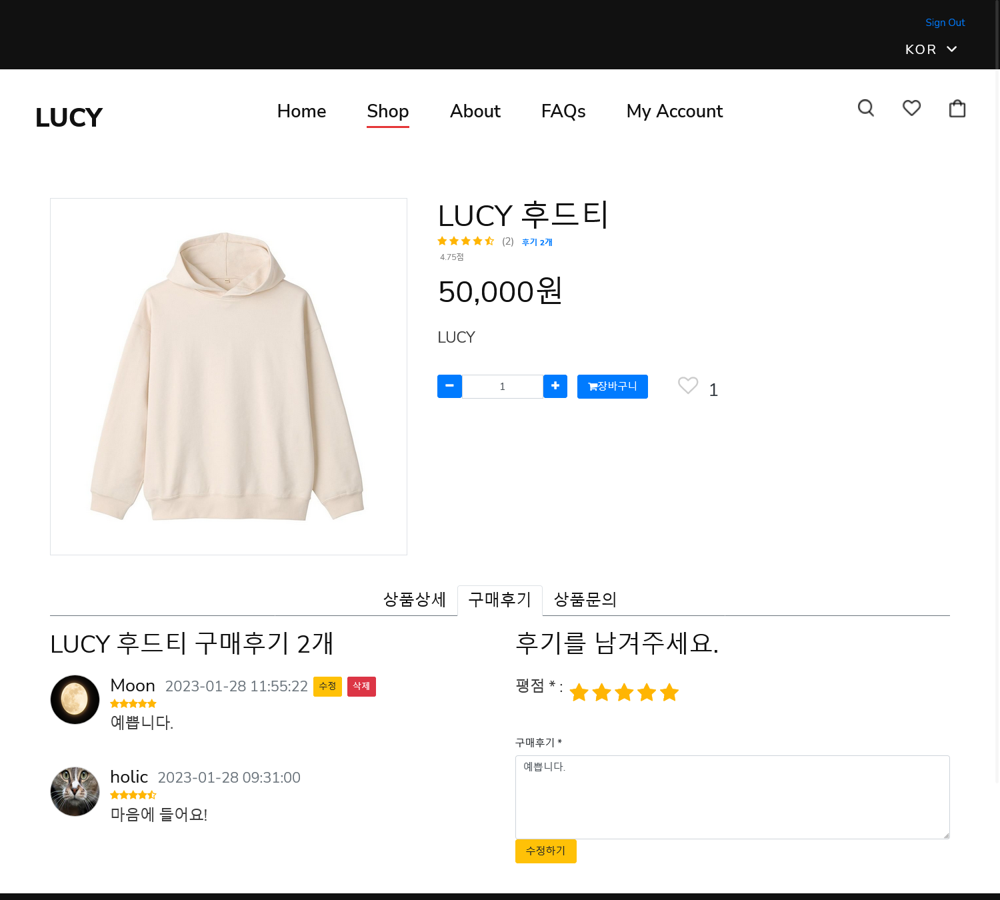 Sign Out
KOR
LUCY
Home Shop About FAQs My Account
LUCY 후드티
(2) 후기 2개
4.75점
50,000원
LUCY
1 장바구니 1
상품상세 구매후기 상품문의
LUCY 후드티 구매후기 2개
Moon 2023-01-28 11:55:22 수정 삭제
예쁩니다.
holic 2023-01-28 09:31:00
마음에 들어요!
후기를 남겨주세요.
평점 * :
구매후기 *
예쁩니다.
수정하기